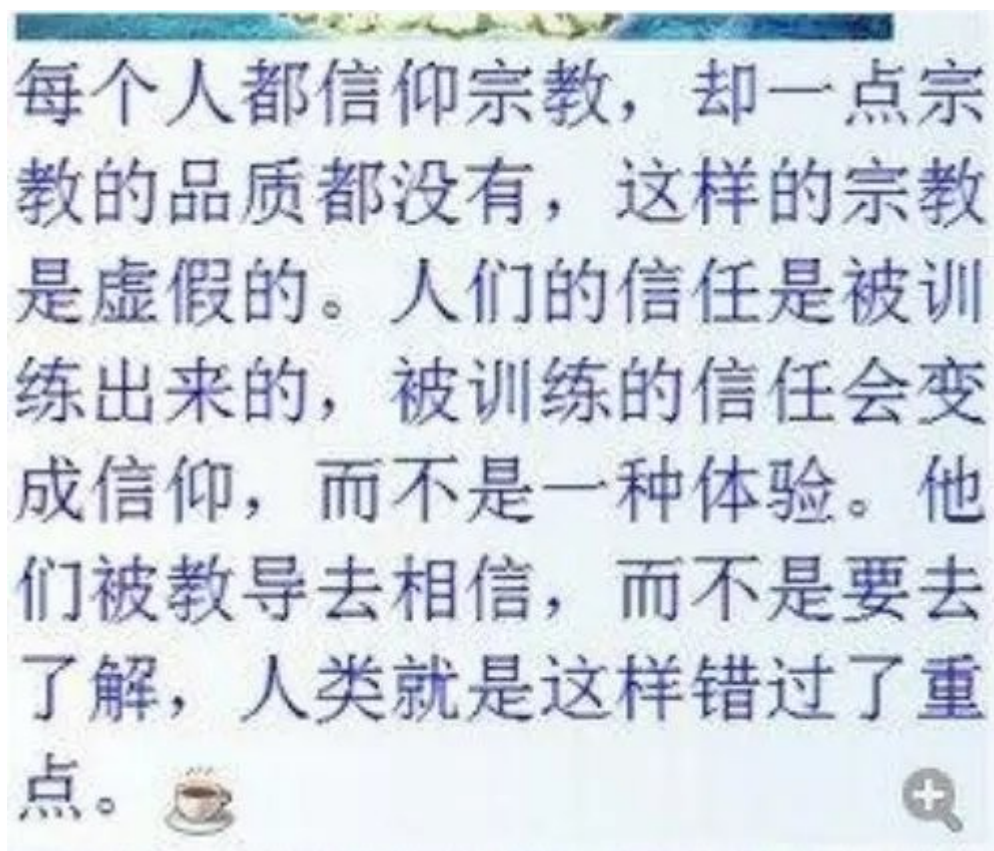 每个人都信仰宗教，却一点宗
教的品质都没有，这样的宗教
是虚假的。人们的信任是被训
练出来的，被训练的信任会变
成信仰，而不是一种体验。他
们被教导去相信，而不是要去
了解，人类就是这样错过了重
点。